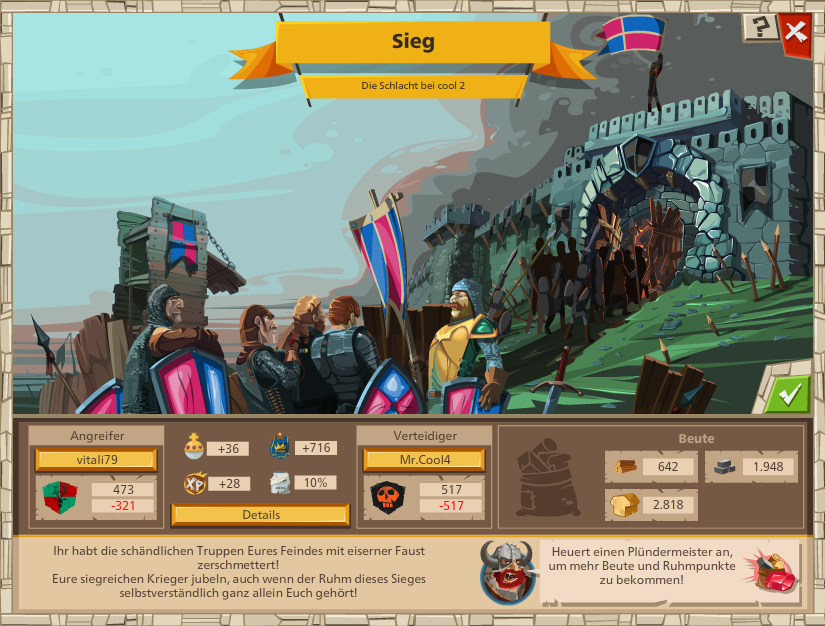 Sieg
?
Die Schlacht bei cool 2
Angreifer
vitali79
473
-321
+36
+716
XP
+28
10%
Details
Verteidiger
Mr.Cool4
517
-517
Beute
642
1.948
2.818
Ihr habt die schändlichen Truppen Eures Feindes mit eiserner Faust
zerschmettert!
Eure siegreichen Krieger jubeln, auch wenn der Ruhm dieses Sieges
selbstverständlich ganz allein Euch gehört!
Heuert einen Plündermeister an,
um mehr Beute und Ruhmpunkte
zu bekommen!